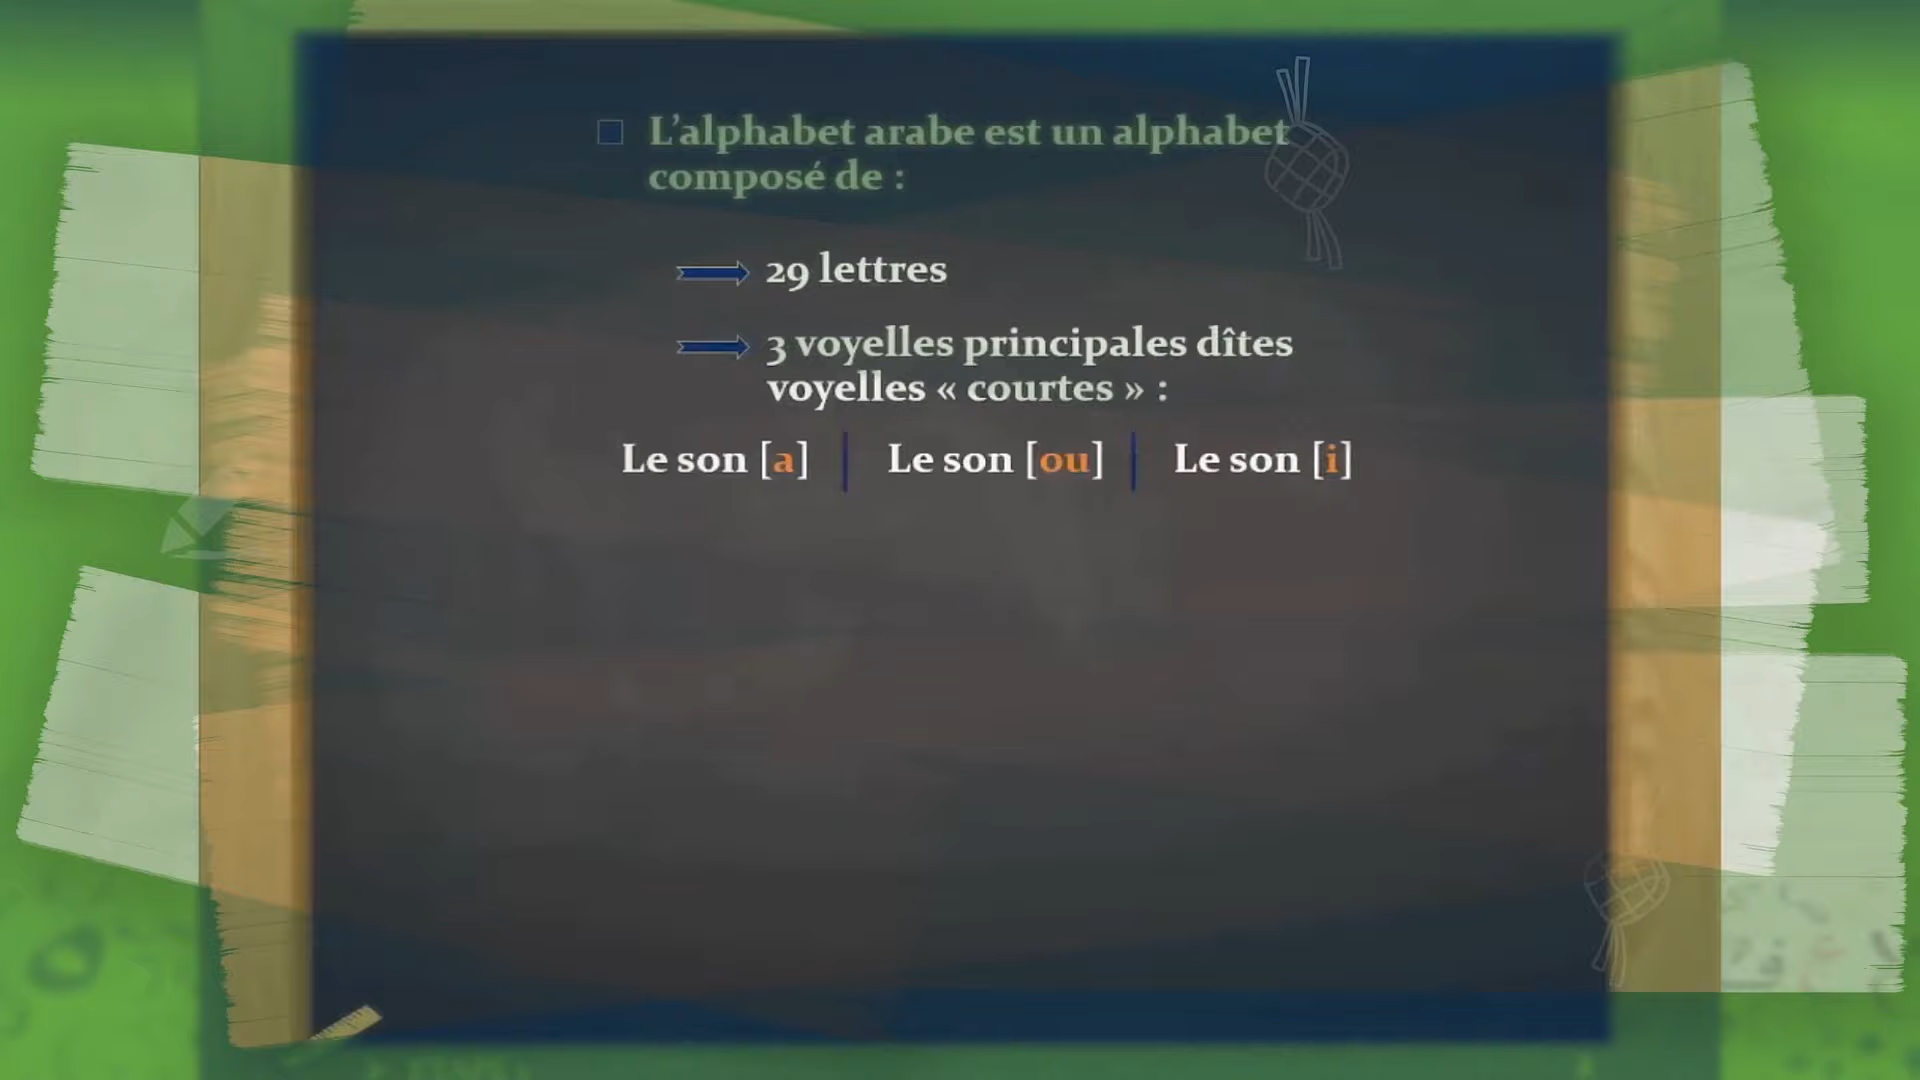 L’alphabet arabe est un alphabet
composé de :
29 lettres
3 voyelles principales dîtes
voyelles « courtes » :
Le son [a] Le son [ou] Le son [i]